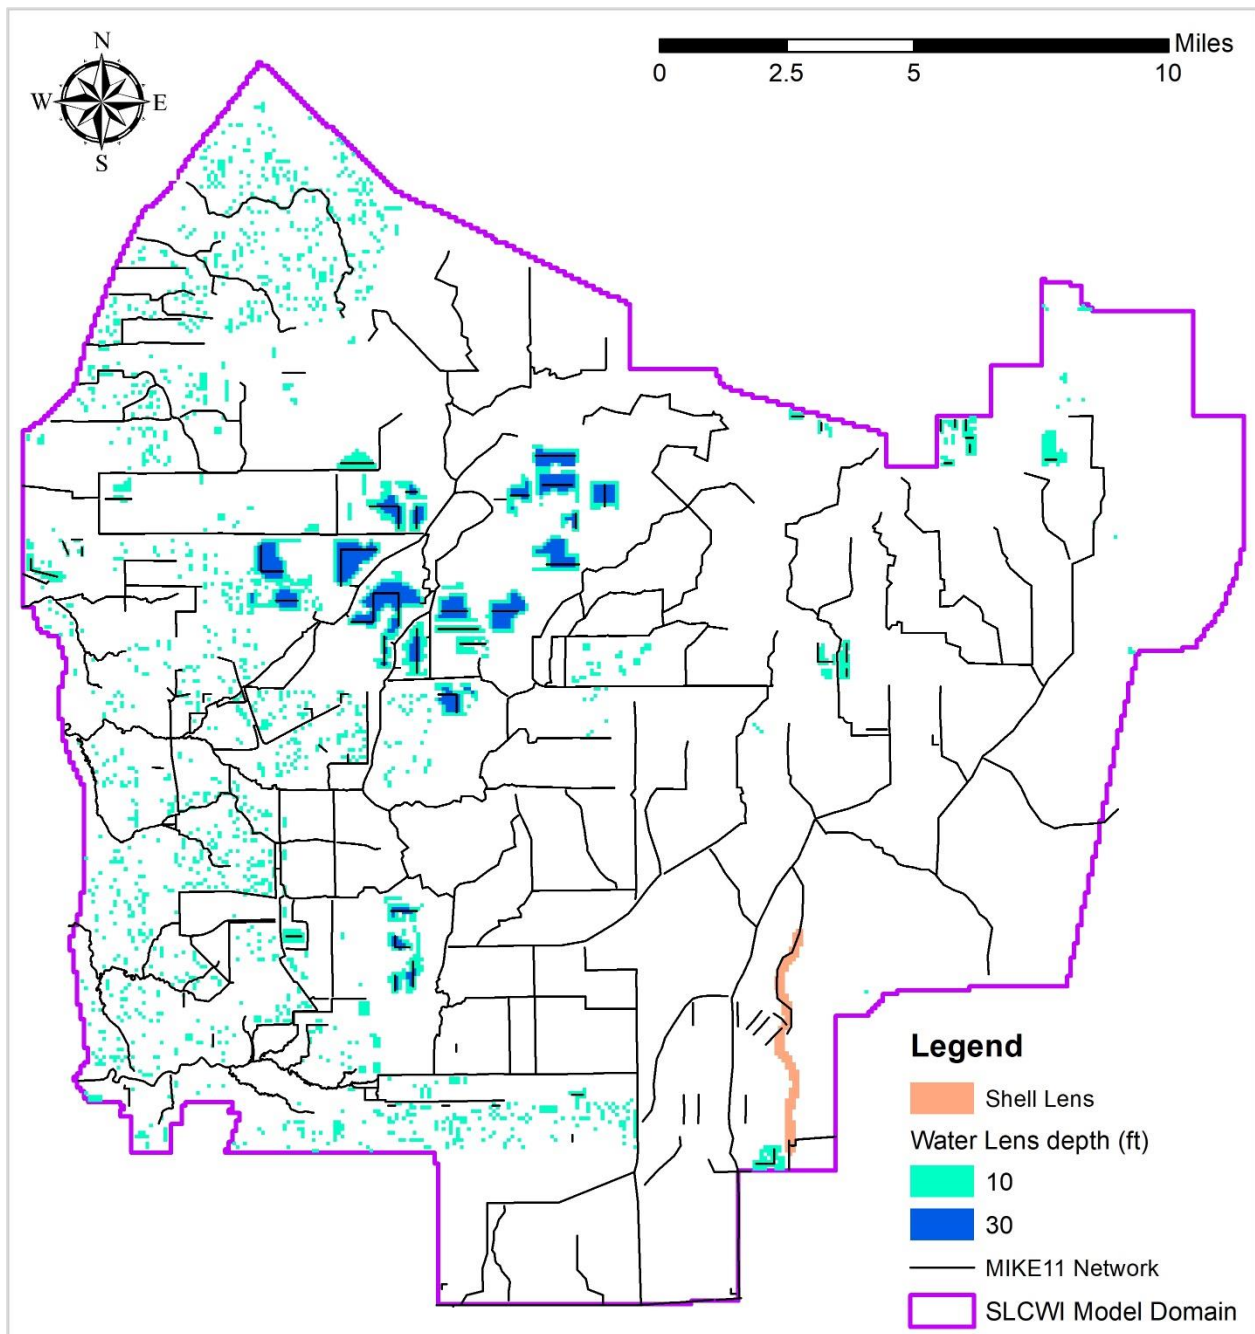 N
W E
S
Miles
0 2.5 5 10
Legend
Shell Lens
Water Lens depth (ft)
10
30
MIKE11 Network
SLCWI Model Domain